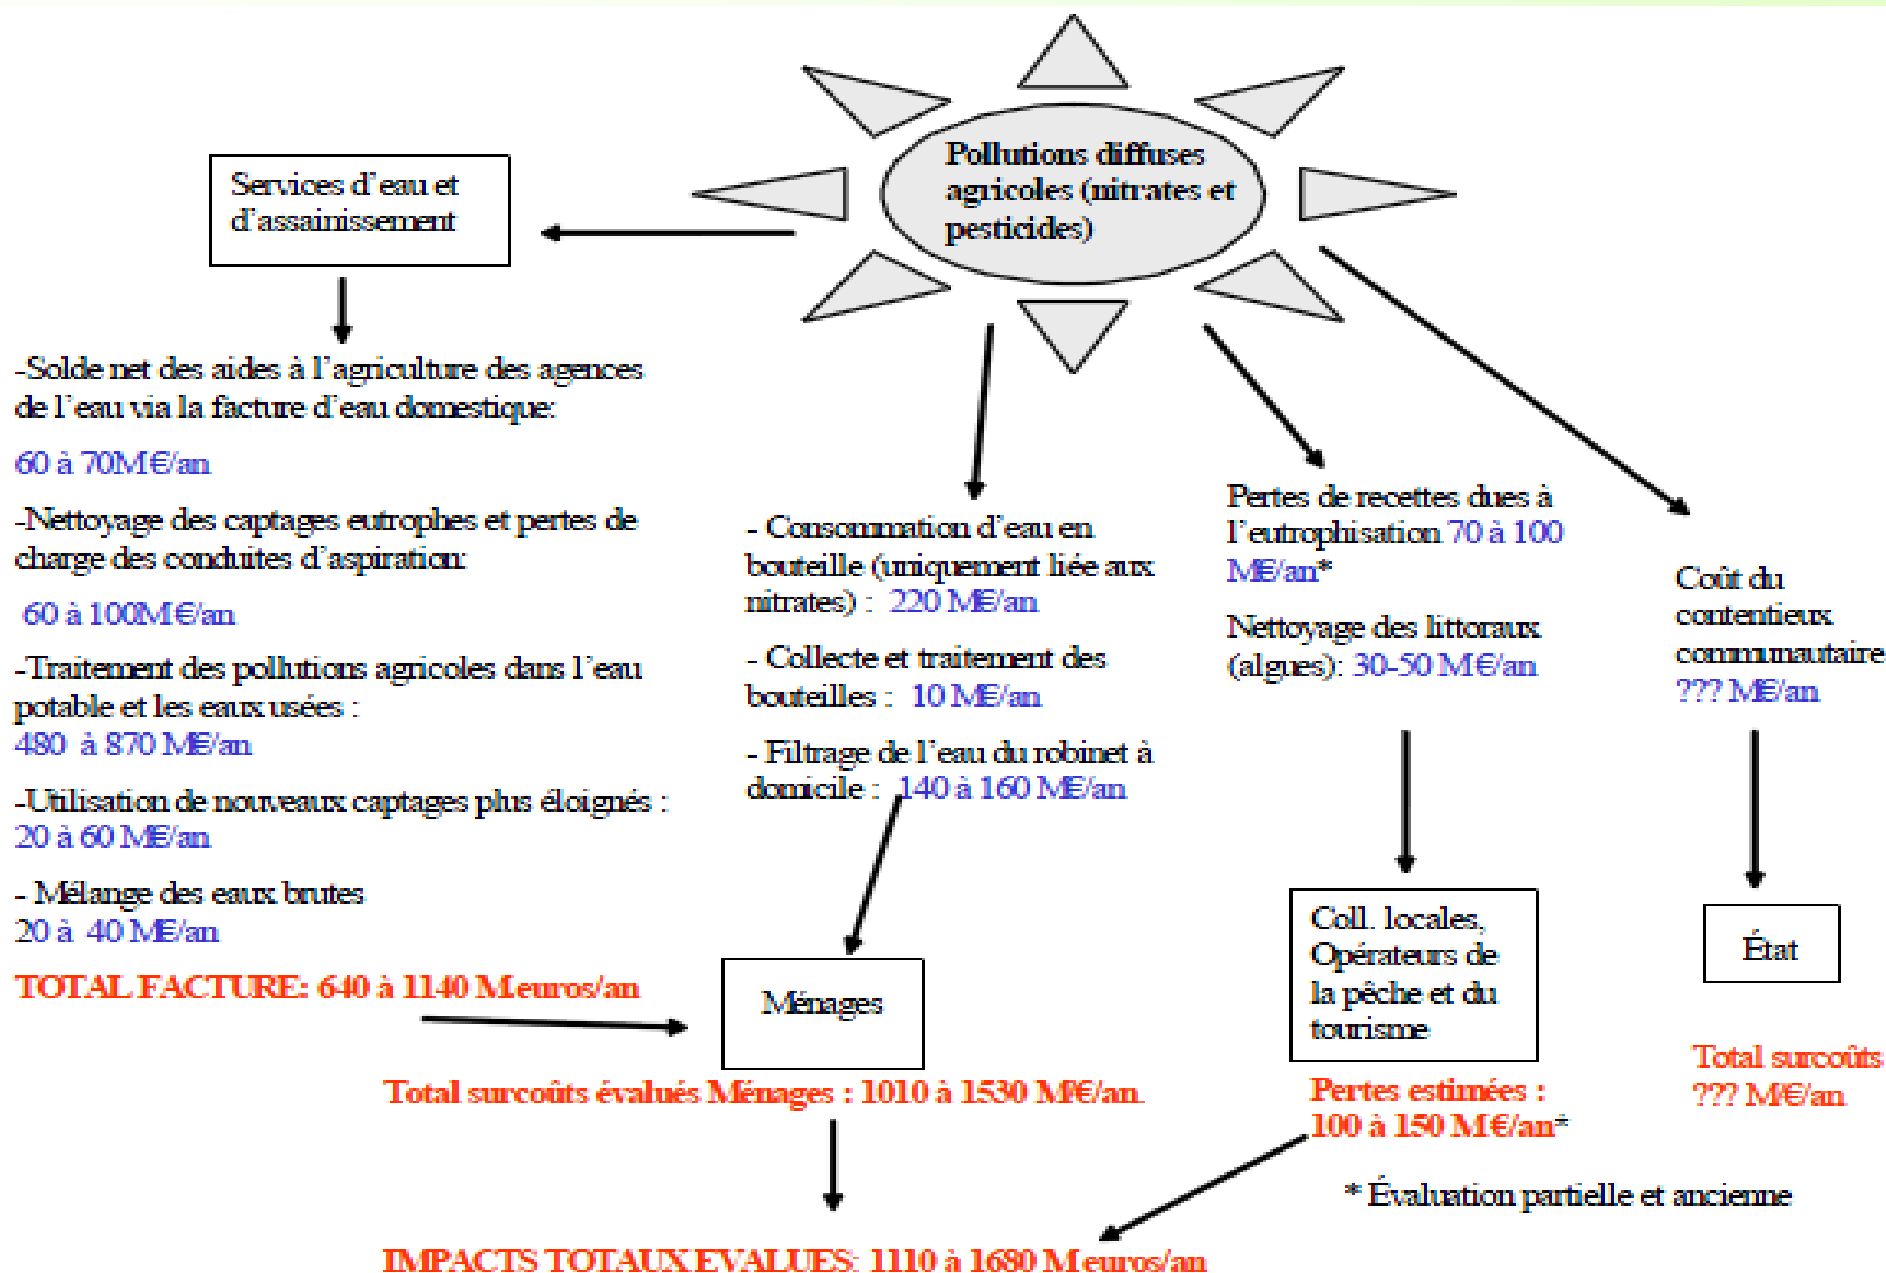 Pollutions diffuses
agricoles (nitrates et
pesticides)
Services d'eau et
d'assainissement
-Solde net des aides à l'agriculture des agences
de l'eau via la facture d'eau domestique:
60 à 70M€/an
-Nettoyage des captages eutrophes et pertes de
charge des conduites d'aspiration:
60 à 100M€/an
-Traitement des pollutions agricoles dans l'eau
potable et les eaux usées :
480 à 870 M€/an
-Utilisation de nouveaux captages plus éloignés :
20 à 60 M€/an
- Mélange des eaux brutes
20 à 40 M€/an
TOTAL FACTURE: 640 à 1140 M euros/an
- Consommation d'eau en
bouteille (uniquement liée aux
nitrates) : 220 M€/an
- Collecte et traitement des
bouteilles : 10 M€/an
- Filtrage de l'eau du robinet à
domicile : 140 à 160 M€/an
Ménages
Total surcoûts évalués Ménages : 1010 à 1530 M/€/an.
Pertes de recettes dues à
l'eutrophisation 70 à 100
M€/an*
Nettoyage des littoraux
(algues): 30-50 M€/an
Coll. locales,
Opérateurs de
la pêche et du
tourisme
Pertes estimées :
100 à 150 M€/an*
Coût du
contentieux
communautaire
??? M€/an
État
Total surcoûts
??? M/€/an
* Évaluation partielle et ancienne
IMPACTS TOTAUX EVALUES: 1110 à 1680 M euros/an